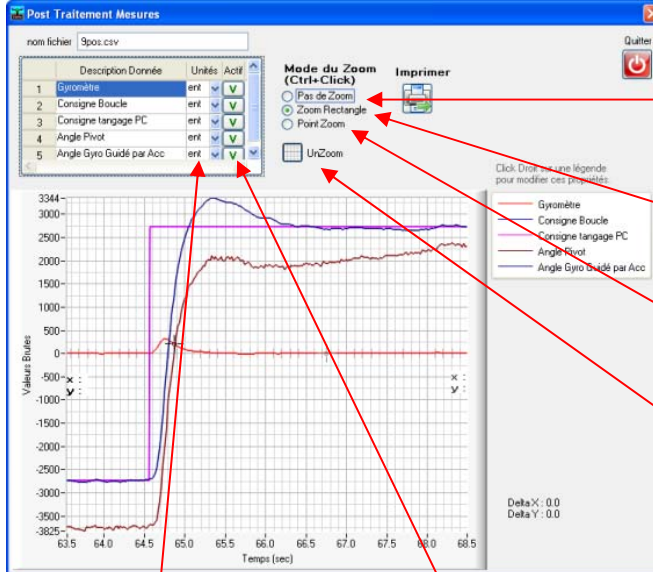 Post Traitement Mesures
nom fichier 9pos.csv
Quitter
Description Donnée Unités Actif
1 Gyromètre ent V
2 Consigne Boucle ent V
3 Consigne tangage PC ent V
4 Angle Pivot ent V
5 Angle Gyro Guidé par Acc ent V
Mode du Zoom
(Ctrl+Click)
Pas de Zoom
Zoom Rectangle
Point Zoom
UnZoom
Imprimer
Click Droit sur une légende
pour modifier ces propriétés.
Gyromètre
Consigne Boucle
Consigne tangage PC
Angle Pivot
Angle Gyro Guidé par Acc
Valeurs Brutes
3344
3000
2500
2000
1500
1000
500
0
-500
-1000
-1500
-2000
-2500
-3000
-3500
-3825
x :
y :
x :
y :
63.5 64.0 64.5 65.0 65.5 66.0 66.5 67.0 67.5 68.0 68.5
Temps (sec)
Delta X : 0.0
Delta Y : 0.0